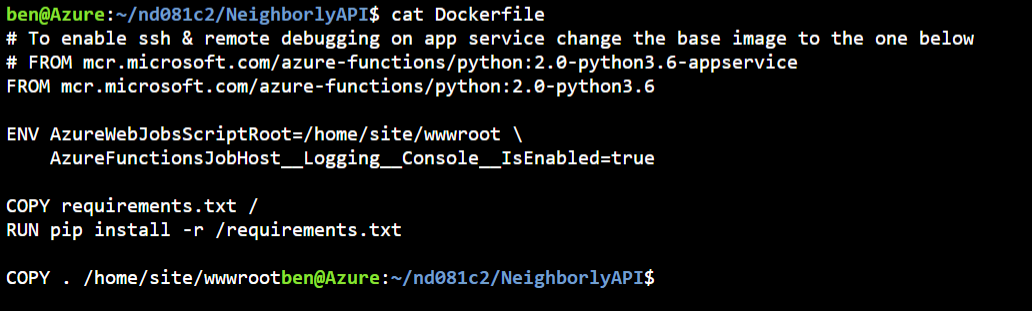 ben@Azure:~/nd081c2/NeighborlyAPI$ cat Dockerfile
# To enable ssh & remote debugging on app service change the base image to the one below
# FROM mcr.microsoft.com/azure-functions/python:2.0-python3.6-appservice
FROM mcr.microsoft.com/azure-functions/python:2.0-python3.6
ENV AzureWebJobsScriptRoot=/home/site/wwwroot \
    AzureFunctionsJobHost__Logging__Console__IsEnabled=true
COPY requirements.txt /
RUN pip install -r /requirements.txt
COPY . /home/site/wwwrootben@Azure:~/nd081c2/NeighborlyAPI$